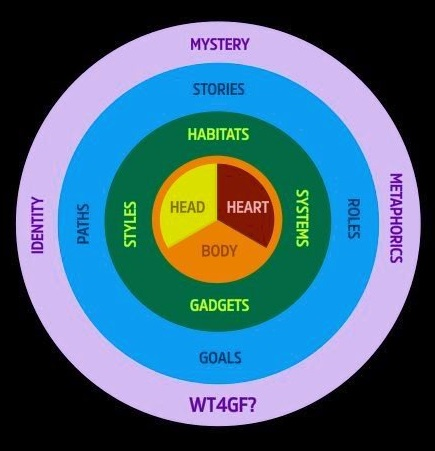 MYSTERY
STORIES
HABITATS
IDENTITY
PATHS
STYLES
HEAD
HEART
BODY
SYSTEMS
ROLES
METAPHORICS
GADGETS
GOALS
WT4GF?